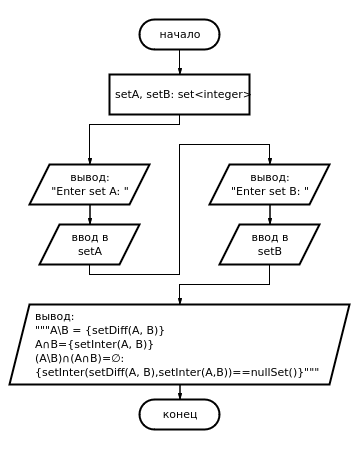 начало
setA, setB: set<integer>
вывод:
"Enter set A: "
ввод в
setA
вывод:
"Enter set B: "
ввод в
setB
вывод:
"""A\B = {setDiff(A, B)}
A∩B={setInter(A, B)}
(A\B)∩(A∩B)=∅:
{setInter(setDiff(A, B),setInter(A,B))==nullSet()}"""
конец